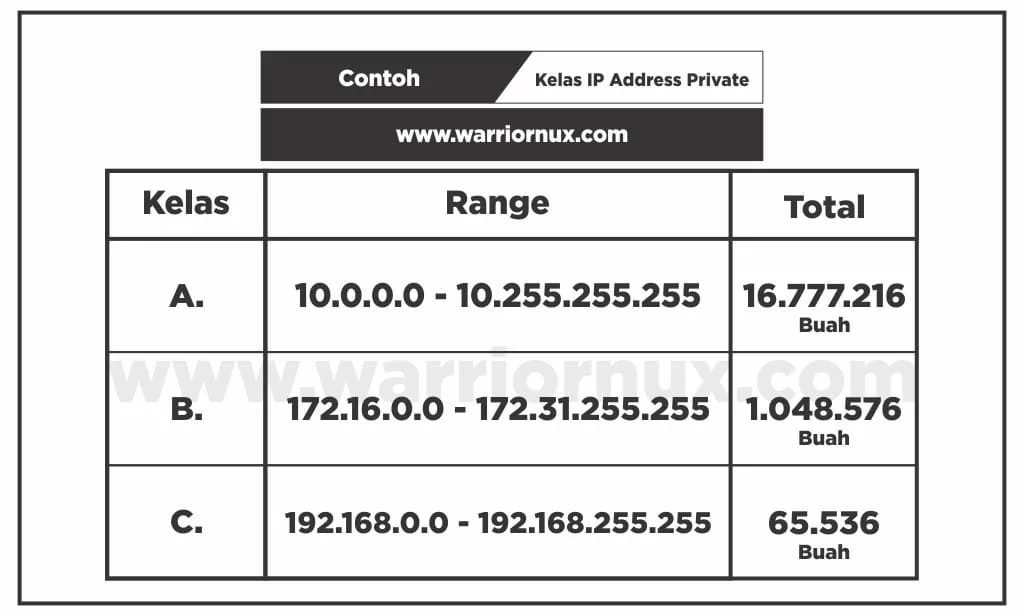 Contoh
Kelas IP Address Private
www.warriornux.com
Kelas
Range
Total
A.
10.0.0.0 - 10.255.255.255
16.777.216
Buah
www.warriornux.com
B.
172.16.0.0 - 172.31.255.255
1.048.576
Buah
C.
192.168.0.0 - 192.168.255.255
65.536
Buah